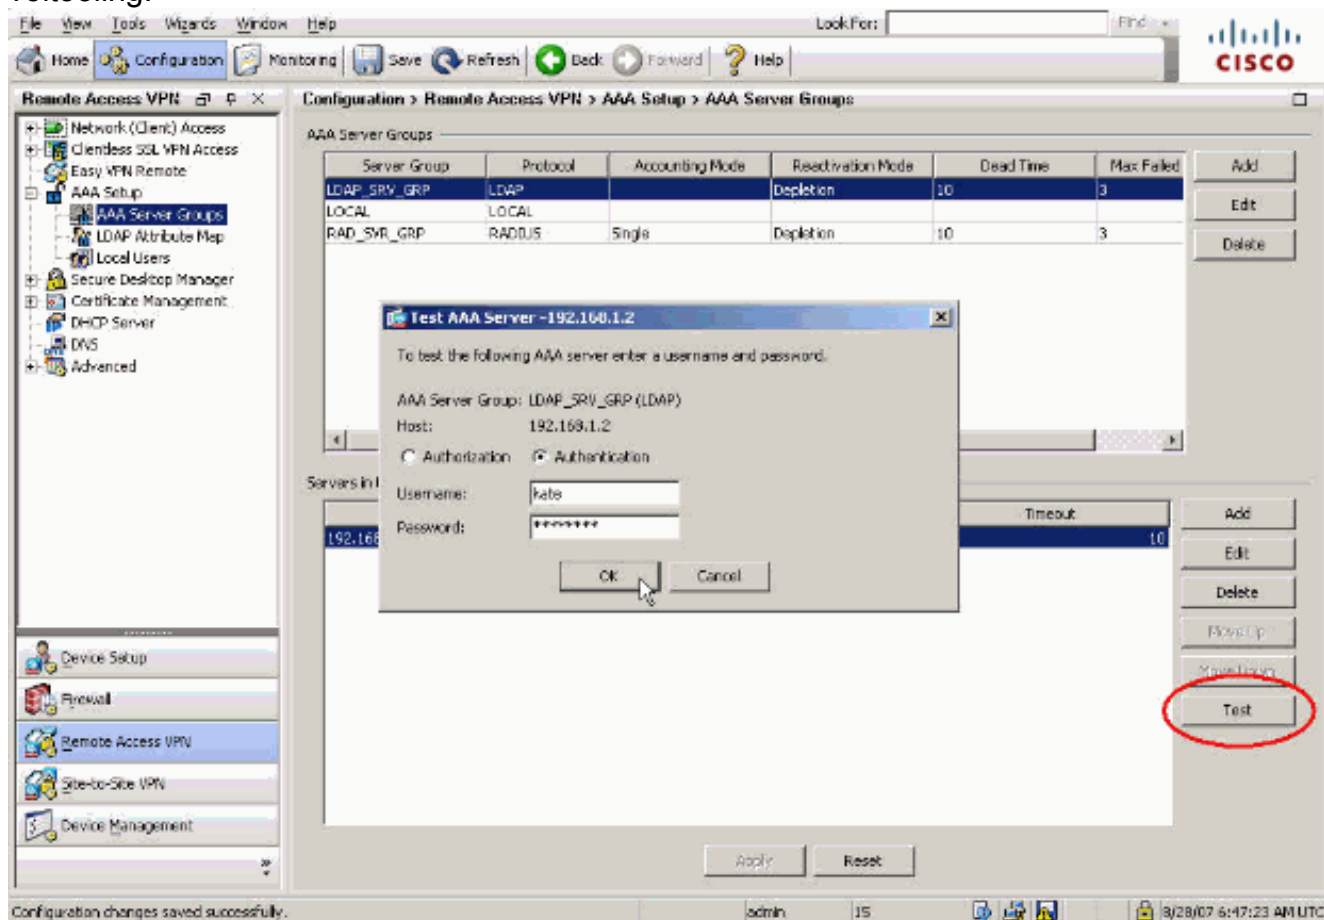 File View Tools Wizards Window Help Look For: Find
Home Configuration Monitoring Save Refresh Back Forward Help
CISCO
Remote Access VPN
Network (Client) Access
Clientless SSL VPN Access
Easy VPN Remote
AAA Setup
AAA Server Groups
LDAP Attribute Map
Local Users
Secure Desktop Manager
Certificate Management
DHCP Server
DNS
Advanced
Device Setup
Firewall
Remote Access VPN
Site-to-Site VPN
Device Management
Configuration > Remote Access VPN > AAA Setup > AAA Server Groups
AAA Server Groups
Server Group Protocol Accounting Mode Reactivation Mode Dead Time Max Failed
LDAP_SRV_GRP LDAP Depletion 10 3
LOCAL LOCAL
RAD_SVR_GRP RADIUS Single Depletion 10 3
Add
Edit
Delete
Test AAA Server -192.168.1.2
To test the following AAA server enter a username and password.
AAA Server Group: LDAP_SRV_GRP (LDAP)
Host: 192.168.1.2
Authorization Authentication
Username: kate
Password: *******
OK Cancel
Servers in
Timeout
192.168 10
Add
Edit
Delete
Move Up
Move Down
Test
Apply Reset
Configuration changes saved successfully. admin 15 8/28/07 6:47:23 AM UTC